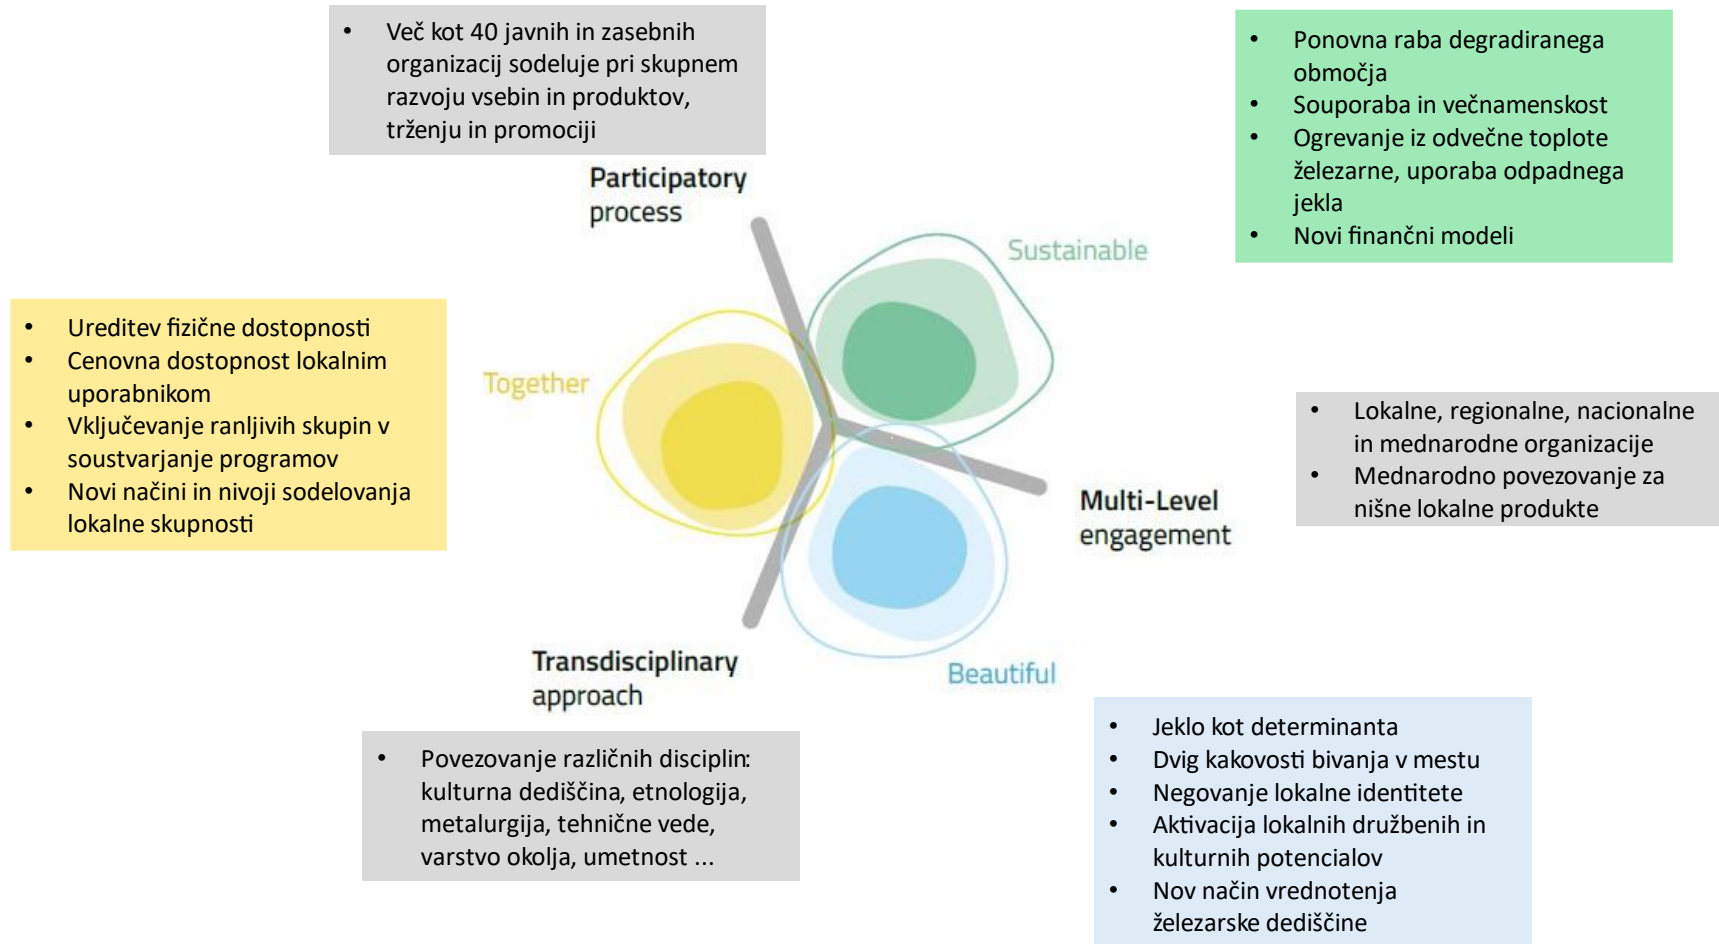 • Več kot 40 javnih in zasebnih
organizacij sodeluje pri skupnem
razvoju vsebin in produktov,
trženju in promociji
Participatory
process
• Ponovna raba degradiranega
območja
• Souporaba in večnamenskost
• Ogrevanje iz odvečne toplote
železarne, uporaba odpadnega
jekla
• Novi finančni modeli
Sustainable
• Ureditev fizične dostopnosti
• Cenovna dostopnost lokalnim
uporabnikom
• Vključevanje ranljivih skupin v
soustvarjanje programov
• Novi načini in nivoji sodelovanja
lokalne skupnosti
Together
• Lokalne, regionalne, nacionalne
in mednarodne organizacije
• Mednarodno povezovanje za
nišne lokalne produkte
Multi-Level
engagement
Transdisciplinary
approach
Beautiful
• Povezovanje različnih disciplin:
kulturna dediščina, etnologija,
metalurgija, tehnične vede,
varstvo okolja, umetnost ...
• Jeklo kot determinanta
• Dvig kakovosti bivanja v mestu
• Negovanje lokalne identitete
• Aktivacija lokalnih družbenih in
kulturnih potencialov
• Nov način vrednotenja
železarske dediščine